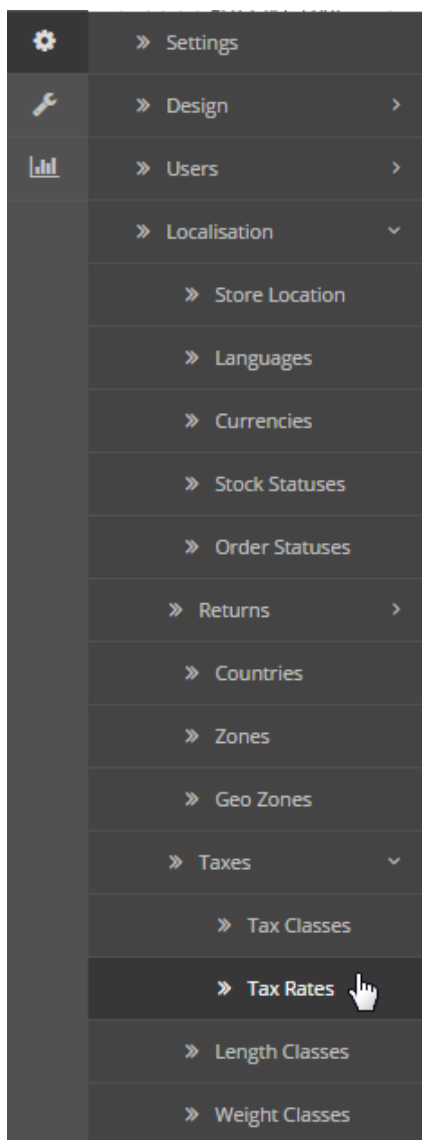 Settings
Design
Users
Localisation
Store Location
Languages
Currencies
Stock Statuses
Order Statuses
Returns
Countries
Zones
Geo Zones
Taxes
Tax Classes
Tax Rates
Length Classes
Weight Classes